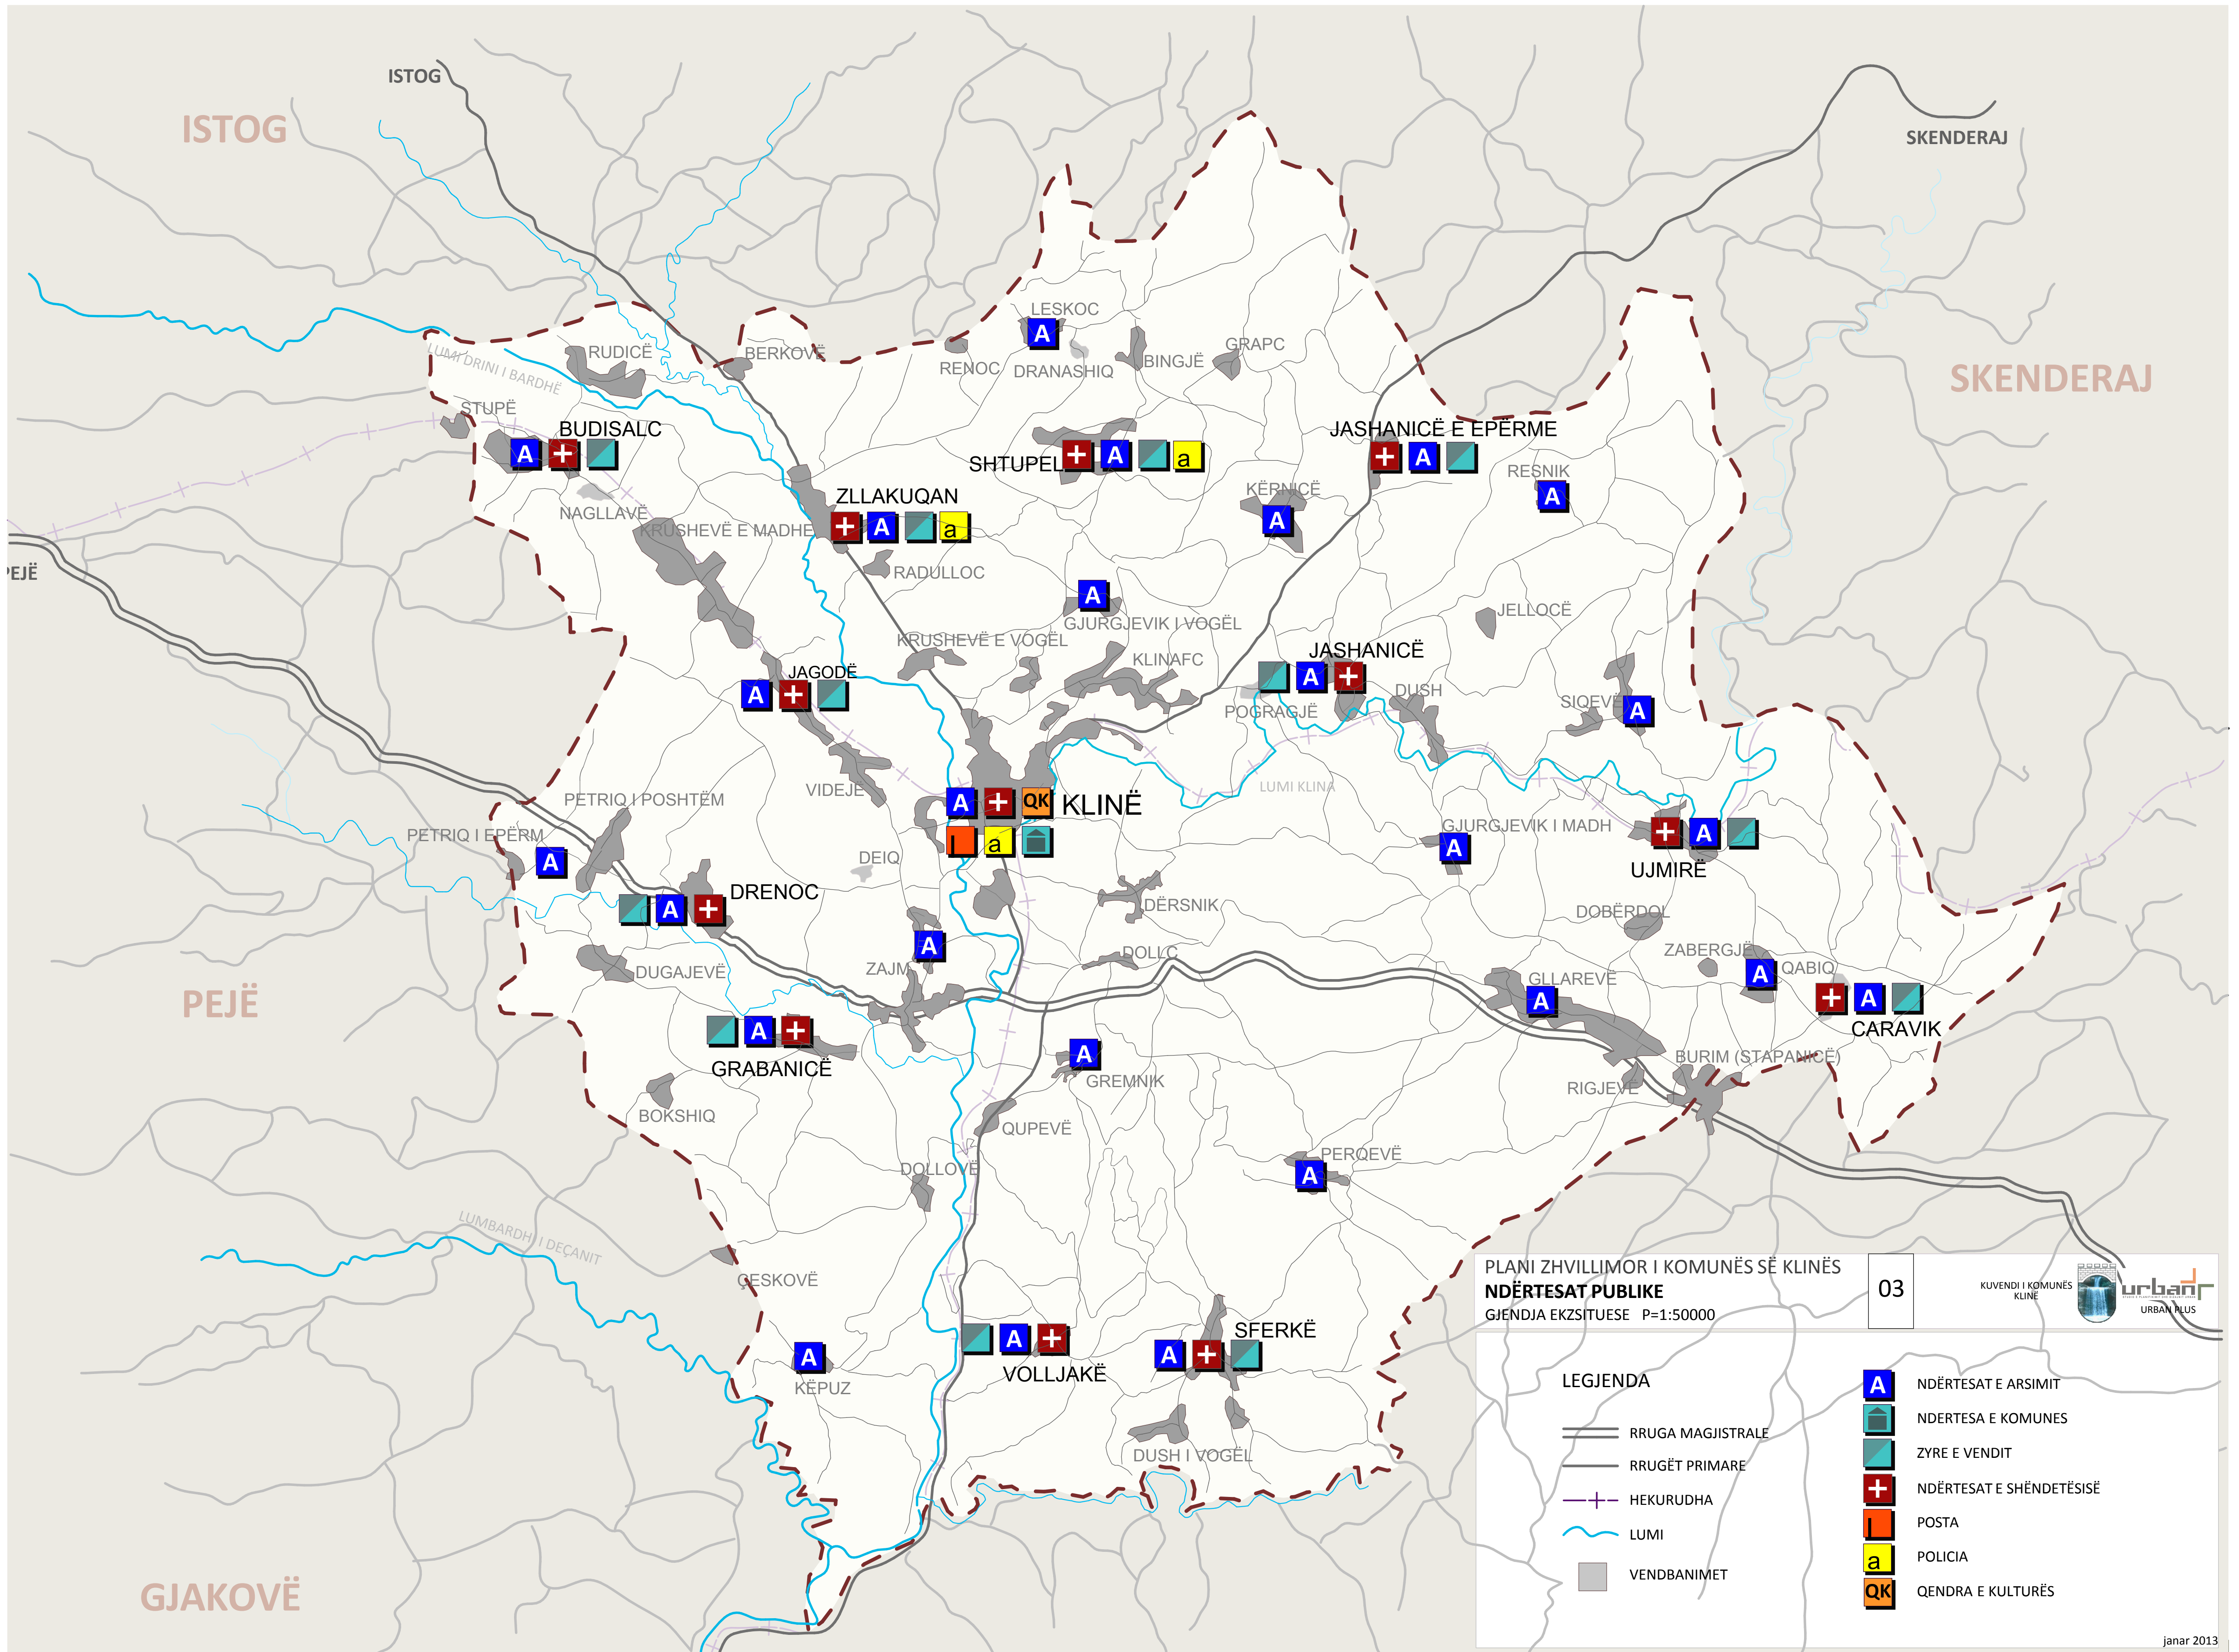 ISTOG
ISTOG
SKENDERAJ
SKENDERAJ
LESKOC
RENOC
DRANASHIQ
BINGJË
GRAPC
LUMI DRINI I BARDHË
RUDICË
BERKOVË
STUPË
BUDISALC
A
NAGLLAVË
SHTUPEL
A a
JASHANICË E EPËRME
A
RESNIK
A
ZLLAKUQAN
A a
KRUSHEVË E MADHE
KËRNICË
A
RADULLOC
PEJË
A
GJURGJEVIK I VOGËL
JELLOCË
KRUSHEVË E VOGËL
KLINAFC
JASHANICË
A
JAGODË
A
POGRAGJË
DUSH
SIQEVË
A
VIDEJË
LUMI KLINA
A QK KLINË
a
PETRIQ I POSHTËM
PETRIQ I EPËRM
A
DEIQ
GJURGJEVIK I MADH
A
A
UJMIRË
DRENOC
A
DËRSNIK
DOBËRDOL
A
ZAJM
DOLLC
ZABERGJË
A
QABIQ
DUGAJEVË
GLLAREVË
A
A
CARAVIK
PEJË
A
GRABANICË
A
GREMNIK
BURIM (STAPANICË)
RIGJEVË
BOKSHIQ
QUPEVË
DOLLOVË
PERQEVË
A
LUMBARDHI I DEÇANIT
ÇESKOVË
A
KËPUZ
A
VOLLJAKË
A
SFERKË
DUSH I VOGËL
GJAKOVË
PLANI ZHVILLIMOR I KOMUNËS SË KLINËS
NDËRTESAT PUBLIKE
GJENDJA EKZSITUESE P=1:50000
03
KUVENDI I KOMUNËS
KLINË
urban
URBAN PLUS
LEGJENDA
RRUGA MAGJISTRALE
RRUGËT PRIMARE
HEKURUDHA
LUMI
VENDBANIMET
A NDËRTESAT E ARSIMIT
NDERTESA E KOMUNES
ZYRE E VENDIT
NDËRTESAT E SHËNDETËSISË
POSTA
a POLICIA
QK QENDRA E KULTURËS
janar 2013